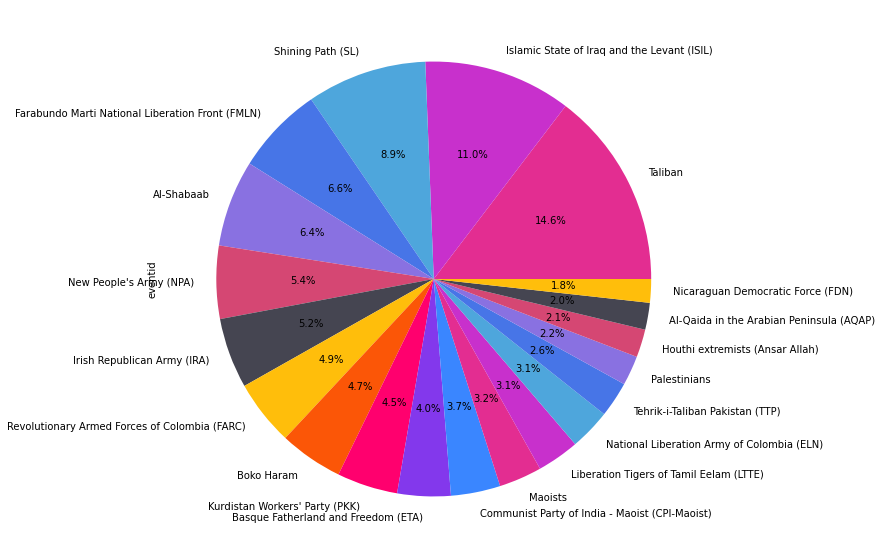 Shining Path (SL)
Islamic State of Iraq and the Levant (ISIL)
Farabundo Marti National Liberation Front (FMLN)
8.9%
11.0%
Taliban
6.6%
Al-Shabaab
14.6%
6.4%
New People's Army (NPA)
eventid
5.4%
1.8%
Nicaraguan Democratic Force (FDN)
2.0%
Al-Qaida in the Arabian Peninsula (AQAP)
5.2%
2.1%
Irish Republican Army (IRA)
2.2%
Houthi extremists (Ansar Allah)
4.9%
2.6%
Palestinians
4.7%
3.1%
Tehrik-i-Taliban Pakistan (TTP)
Revolutionary Armed Forces of Colombia (FARC)
4.5%
4.0%
3.7%
3.2%
3.1%
National Liberation Army of Colombia (ELN)
Boko Haram
Liberation Tigers of Tamil Eelam (LTTE)
Kurdistan Workers' Party (PKK)
Maoists
Basque Fatherland and Freedom (ETA)
Communist Party of India - Maoist (CPI-Maoist)